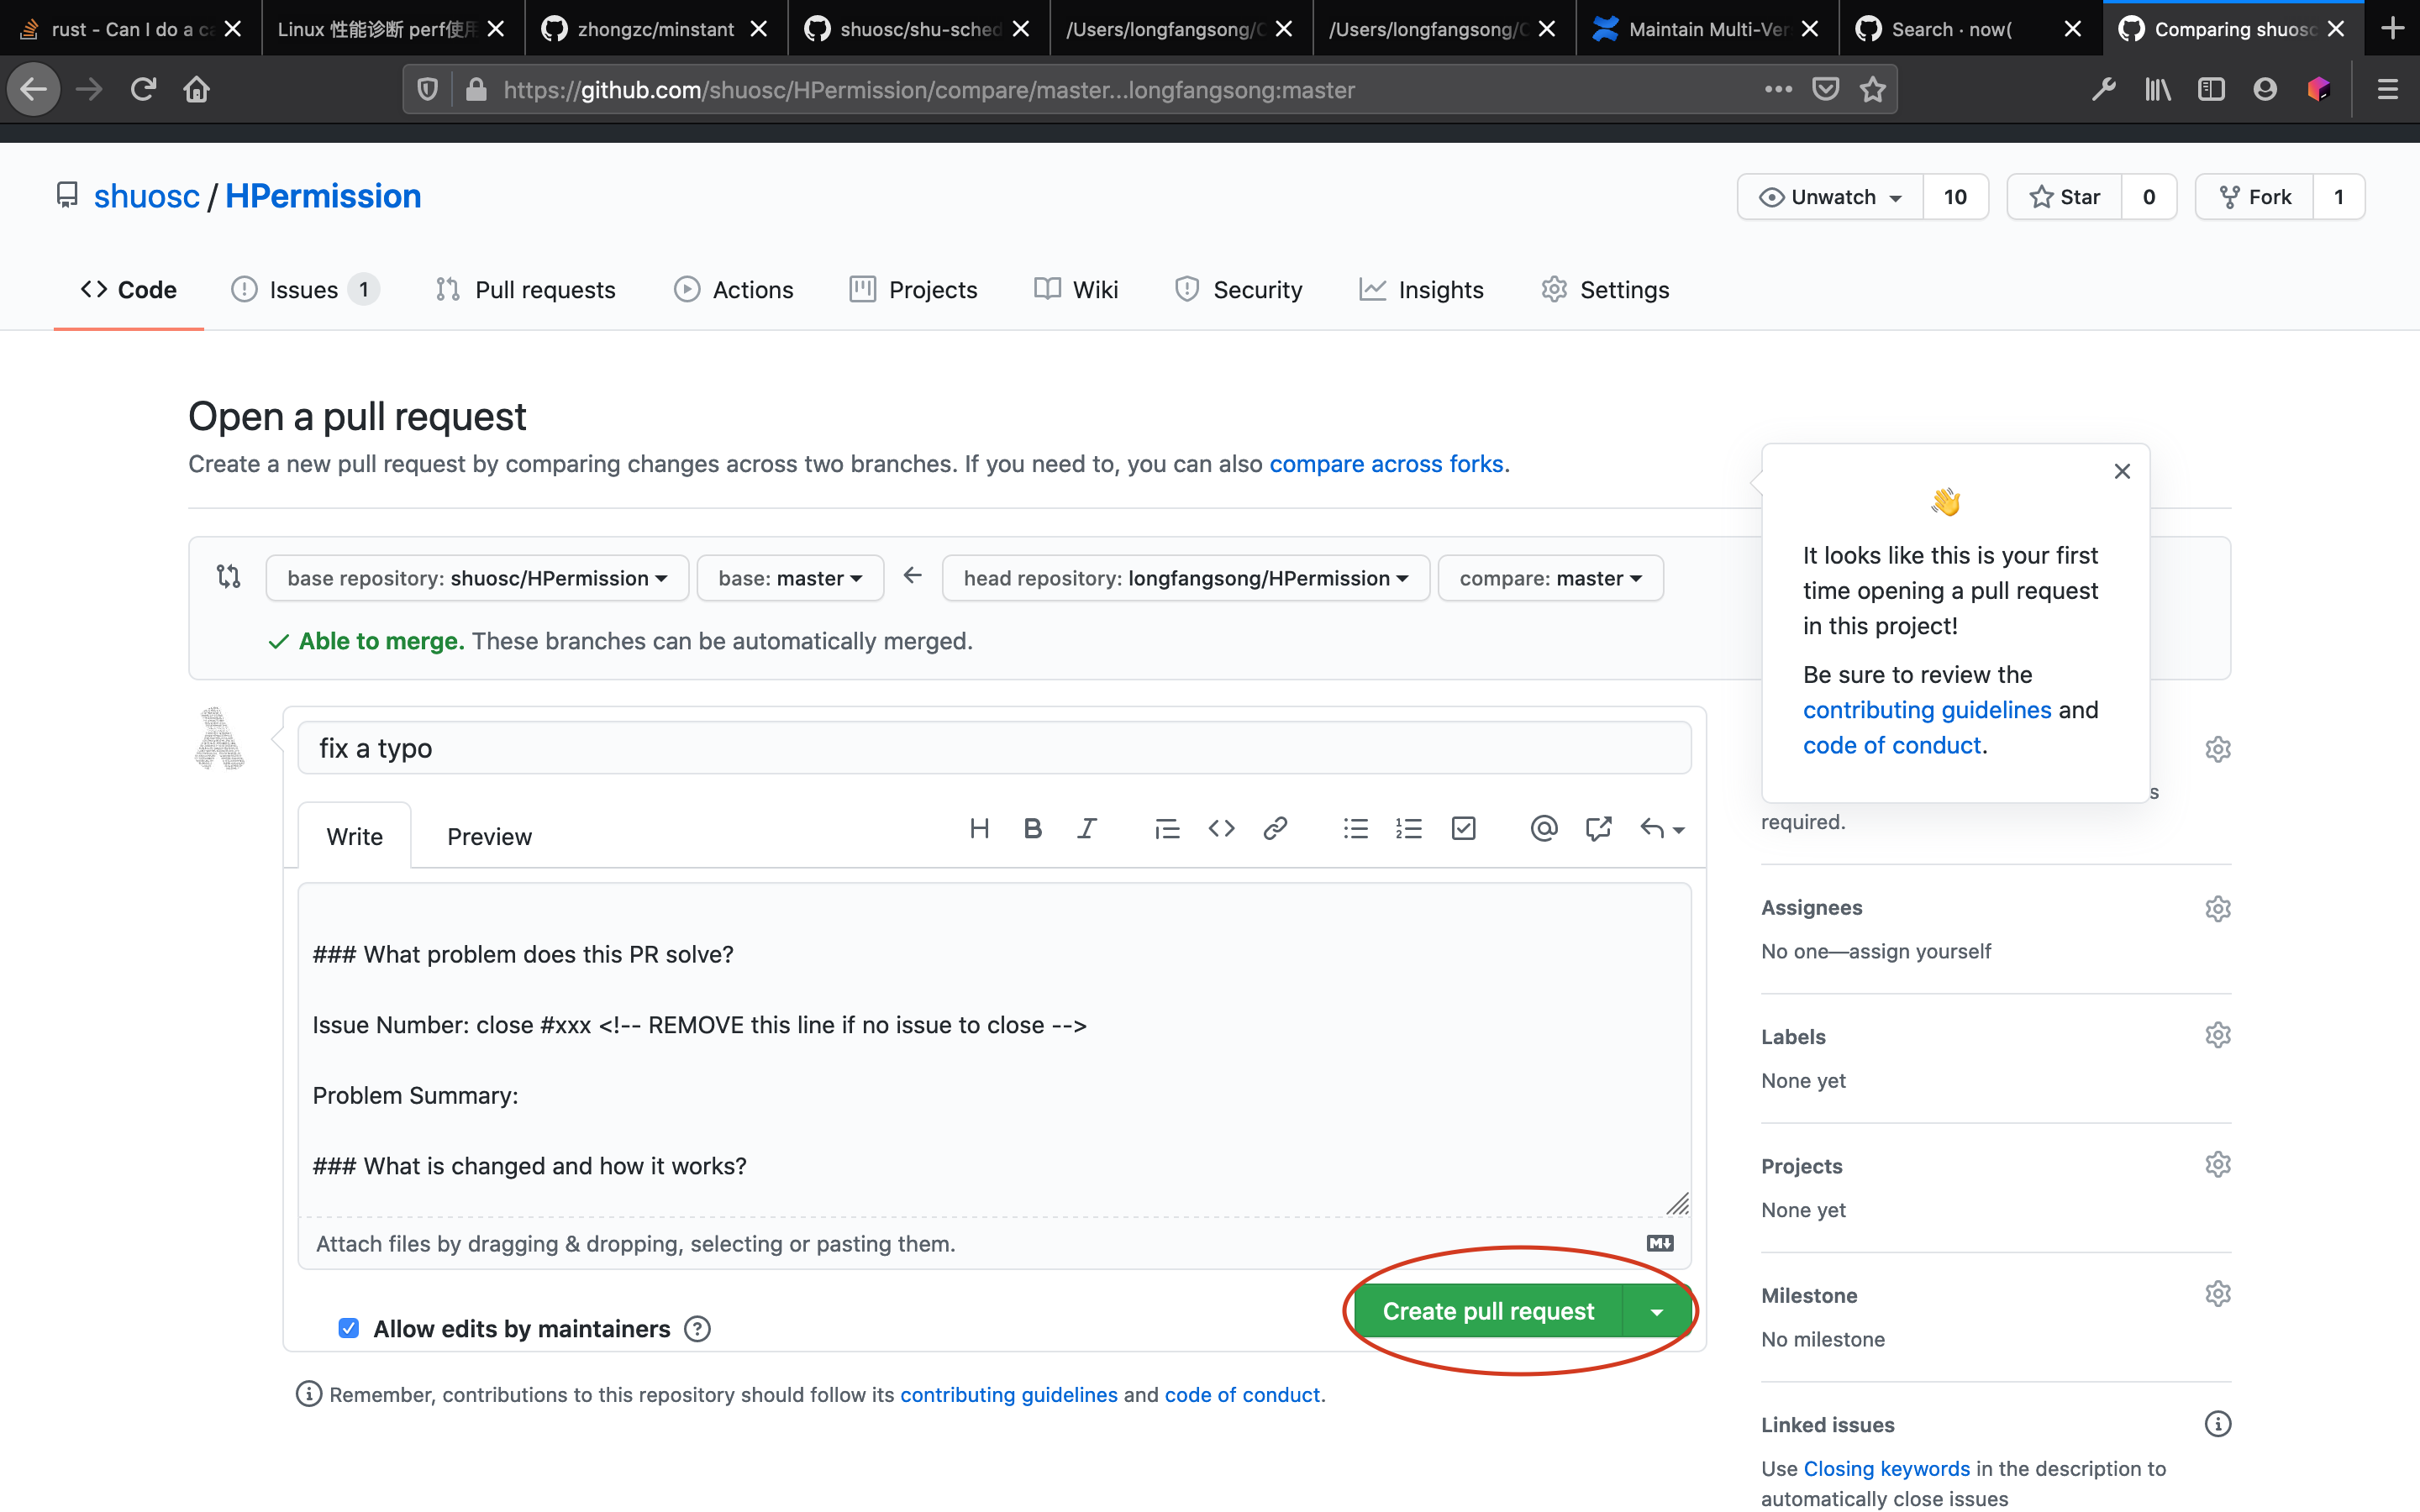 rust - Can I do a ca
Linux 性能诊断 perf使用
zhongzc/minstant
shuosc/shu-sched
/Users/longfangsong/C
/Users/longfangsong/C
Maintain Multi-Ver
Search · now(
Comparing shuosc
https://github.com/shuosc/HPermission/compare/master...longfangsong:master
shuosc / HPermission
Unwatch 10
Star 0
Fork 1
Code
Issues 1
Pull requests
Actions
Projects
Wiki
Security
Insights
Settings
Open a pull request
Create a new pull request by comparing changes across two branches. If you need to, you can also compare across forks.
base repository: shuosc/HPermission
base: master
head repository: longfangsong/HPermission
compare: master
Able to merge. These branches can be automatically merged.
It looks like this is your first
time opening a pull request
in this project!
Be sure to review the
contributing guidelines and
code of conduct.
fix a typo
Write
Preview
### What problem does this PR solve?
Issue Number: close #xxx <!-- REMOVE this line if no issue to close -->
Problem Summary:
### What is changed and how it works?
Attach files by dragging & dropping, selecting or pasting them.
Allow edits by maintainers
Create pull request
Remember, contributions to this repository should follow its contributing guidelines and code of conduct.
s
required.
Assignees
No one—assign yourself
Labels
None yet
Projects
None yet
Milestone
No milestone
Linked issues
Use Closing keywords in the description to
automatically close issues